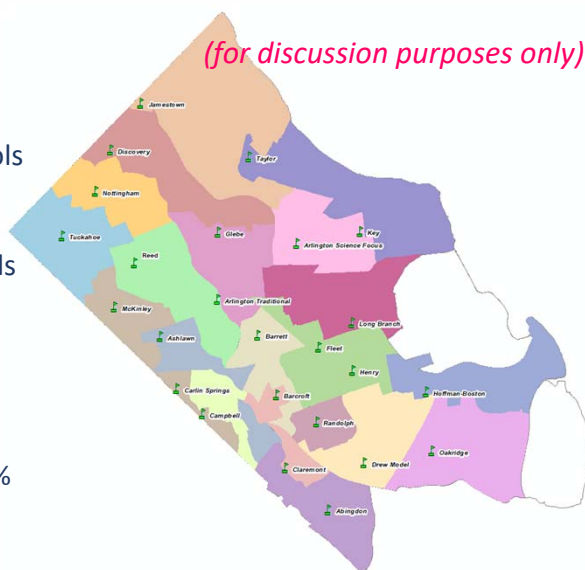 (for discussion purposes only)
Jamestown
ols
Discovery
Taylor
Nottingham
Tuckahoe
Glebe
Key
Arlington Science Focus
ls
Reed
McKinley
Arlington Traditional
Long Branch
Ashlawn
Barrett
Fleet
Henry
Carlin Springs
Hoffman-Boston
Barcroft
Campbell
Randolph
Oakridge
%
Drew Model
Claremont
Abingdon